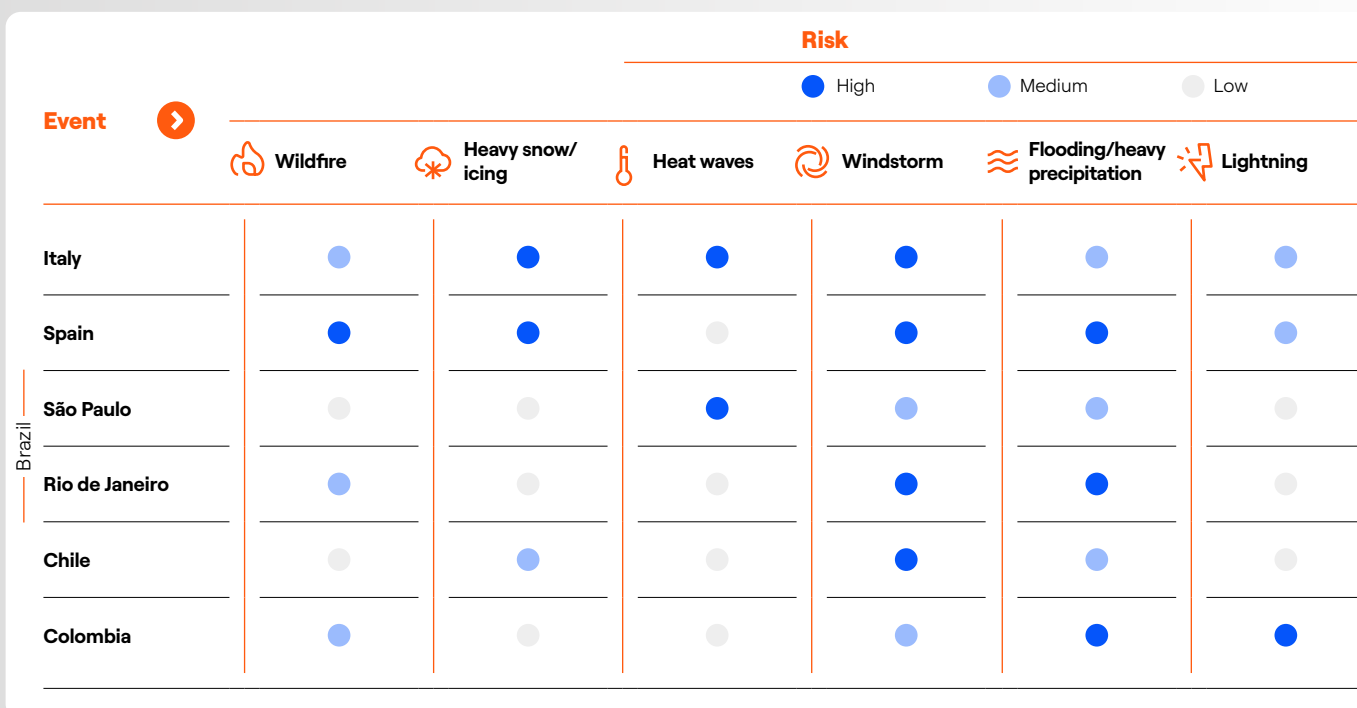 Risk
High
Medium
Low
Event
Wildfire
Heavy snow/
icing
Heat waves
Windstorm
Flooding/heavy
precipitation
Lightning
Italy
Spain
Brazil
São Paulo
Rio de Janeiro
Chile
Colombia